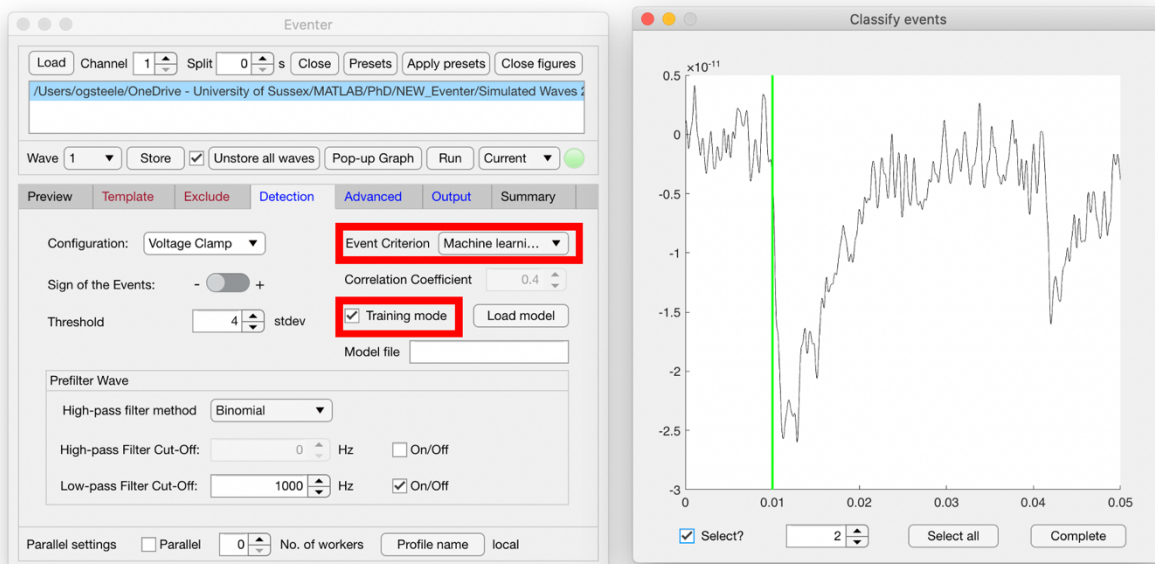 Eventer
Load Channel 1 Split 0 s Close Presets Apply presets Close figures
/Users/ogsteele/OneDrive - University of Sussex/MATLAB/PhD/NEW_Eventer/Simulated Waves 2
Wave 1 Store Unstore all waves Pop-up Graph Run Current
Preview Template Exclude Detection Advanced Output Summary
Configuration: Voltage Clamp Event Criterion Machine learni...
Sign of the Events: - + Correlation Coefficient 0.4
Threshold 4 stdev Training mode Load model
Model file
Prefilter Wave
High-pass filter method Binomial
High-pass Filter Cut-Off: 0 Hz On/Off
Low-pass Filter Cut-Off: 1000 Hz On/Off
Parallel settings Parallel 0 No. of workers Profile name local
Classify events
×10⁻¹¹
0.5
0
-0.5
-1
-1.5
-2
-2.5
-3
0 0.01 0.02 0.03 0.04 0.05
Select? 2 Select all Complete